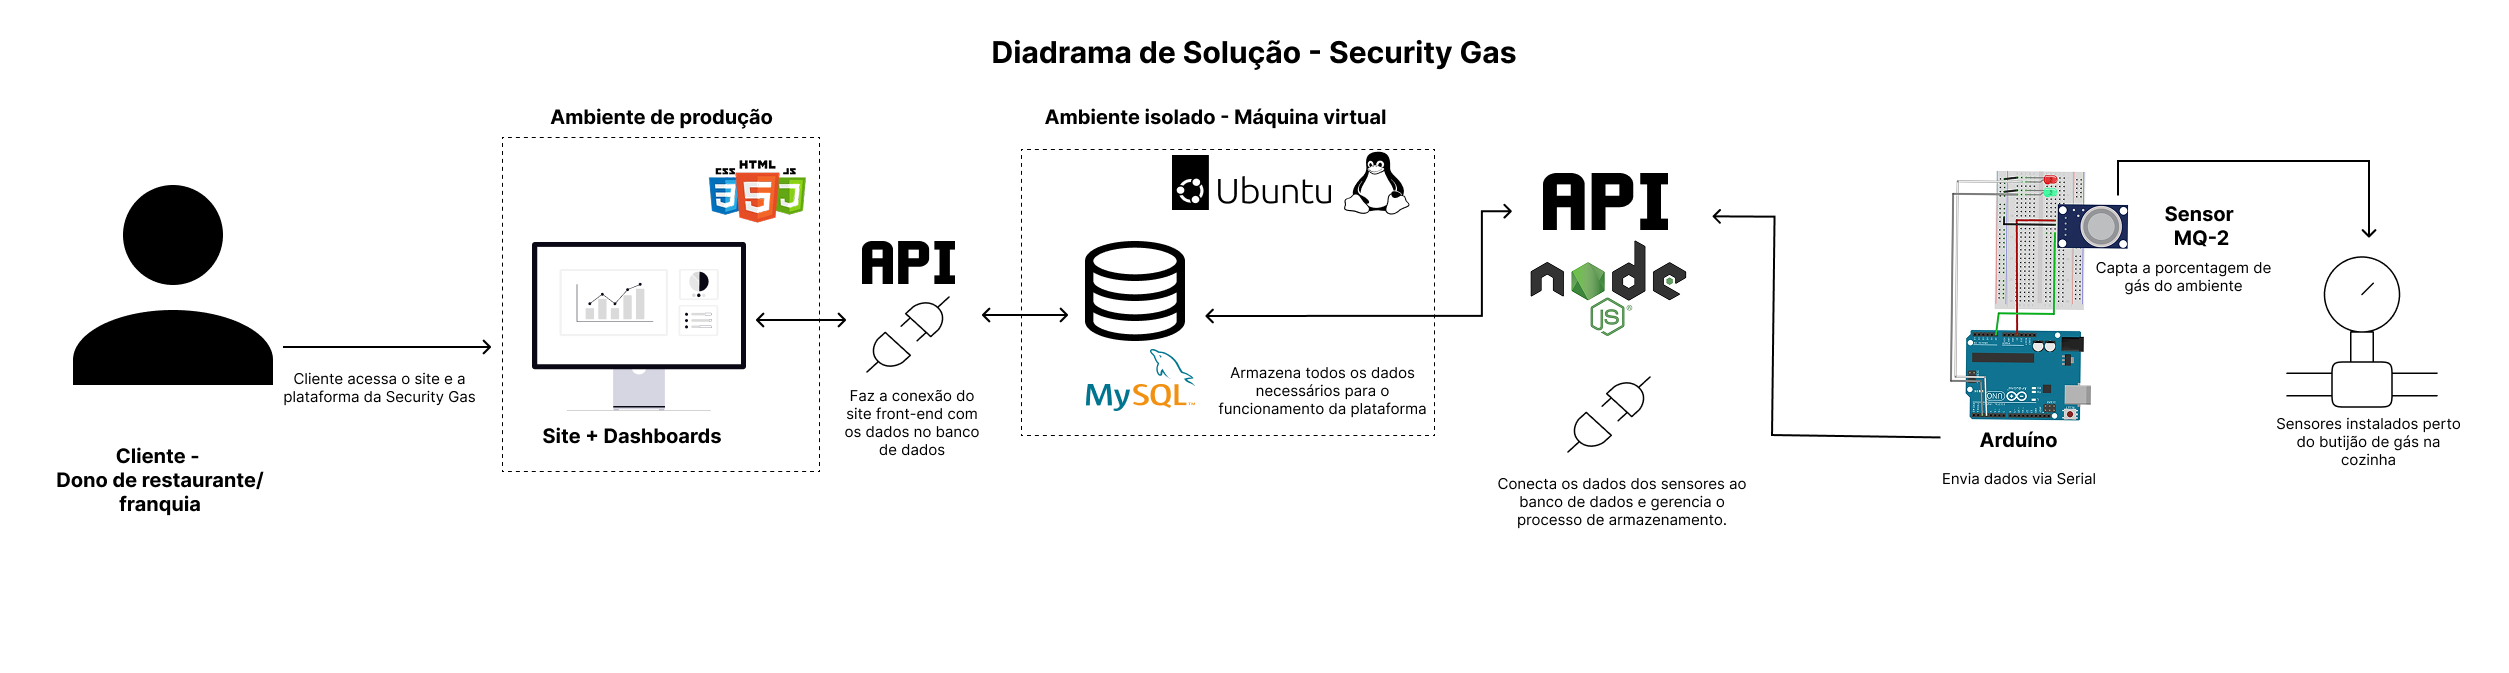 Diadrama de Solução - Security Gas
Ambiente de produção
Ambiente isolado - Máquina virtual
CSS
HTML
JS
Ubuntu
API
API
node
JS
Sensor
MQ-2
Capta a porcentagem de
gás do ambiente
Cliente acessa o site e a
plataforma da Security Gas
Site + Dashboards
Faz a conexão do
site front-end com
os dados no banco
de dados
MySQL™
Armazena todos os dados
necessários para o
funcionamento da plataforma
Cliente -
Dono de restaurante/
franquia
Conecta os dados dos sensores ao
banco de dados e gerencia o
processo de armazenamento.
UNO
Arduíno
Envia dados via Serial
Sensores instalados perto
do butijão de gás na
cozinha